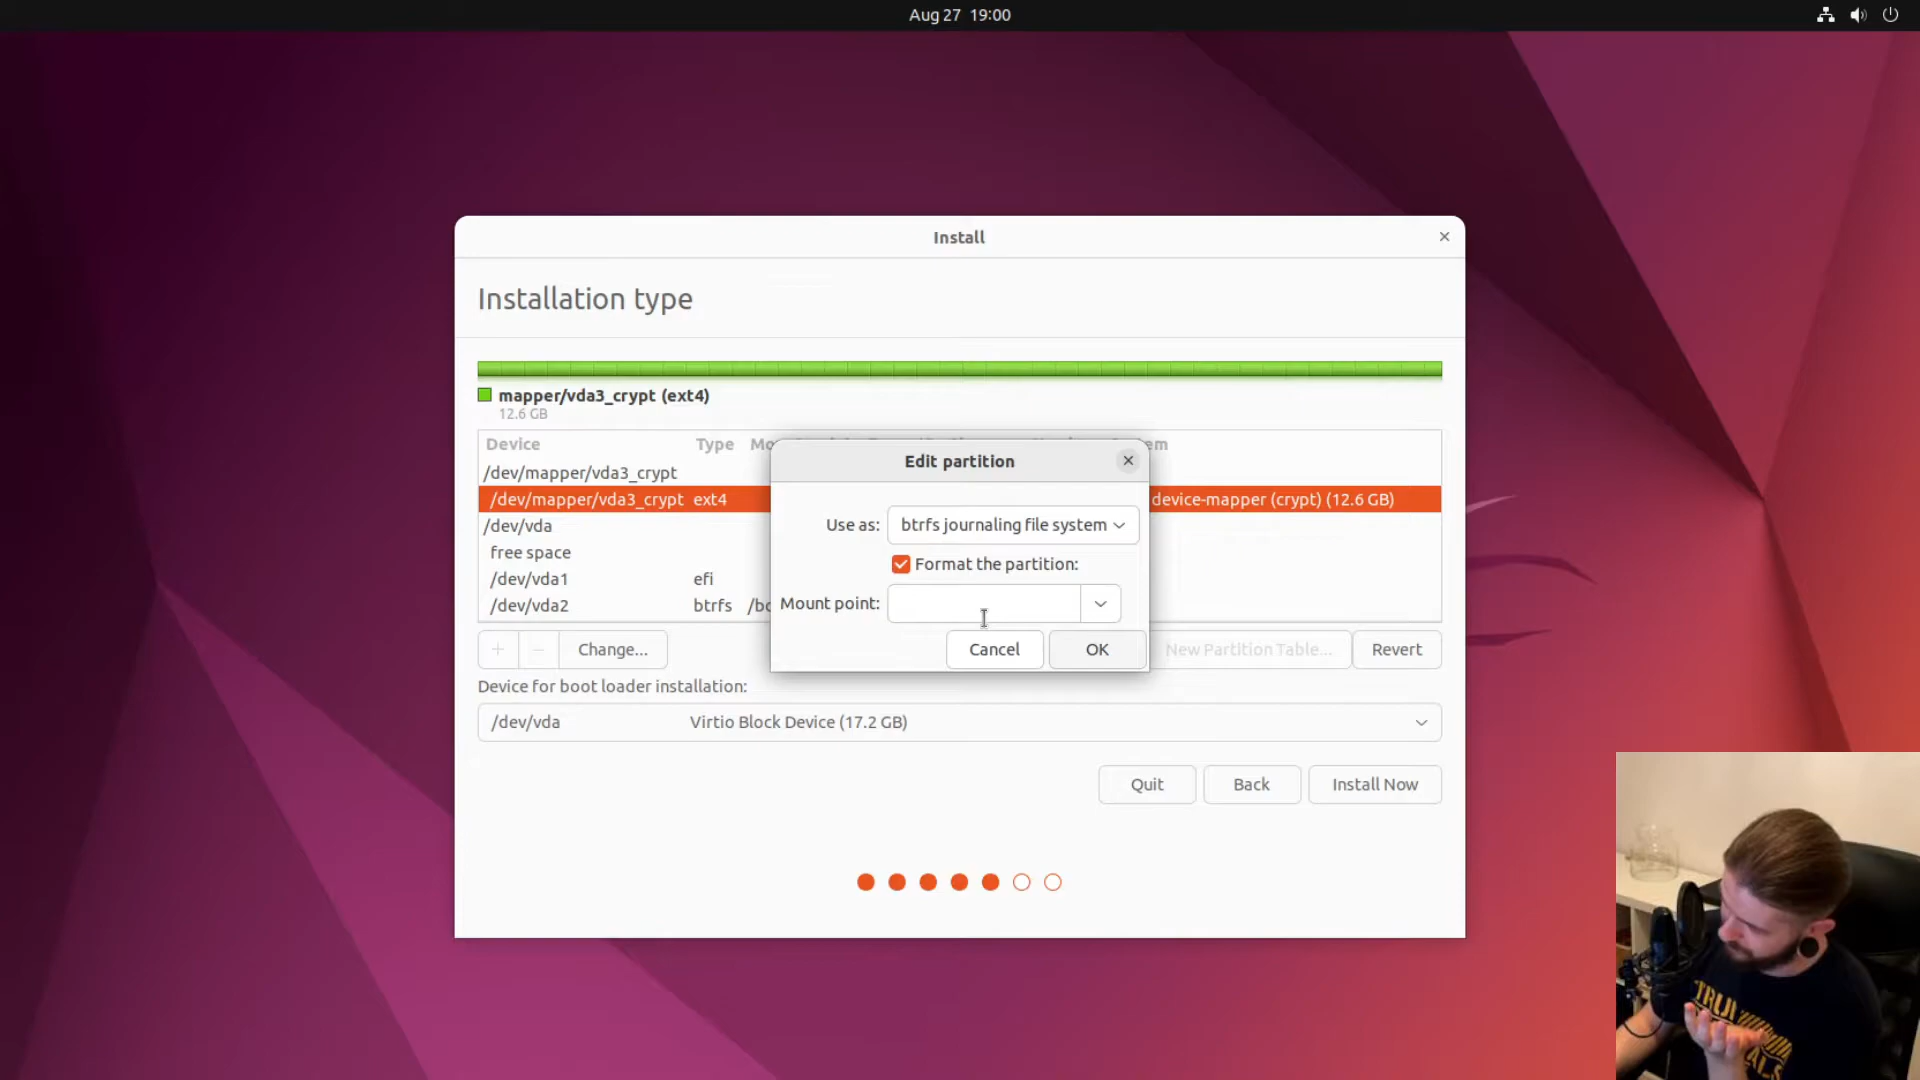 Aug 27 19:00
Install
Installation type
mapper/vda3_crypt (ext4)
12.6 GB
Device Type
/dev/mapper/vda3_crypt
/dev/mapper/vda3_crypt ext4 device-mapper (crypt) (12.6 GB)
/dev/vda
free space
/dev/vda1 efi
/dev/vda2 btrfs
Edit partition
Use as: btrfs journaling file system
Format the partition:
Mount point:
Cancel OK
+ - Change... New Partition Table... Revert
Device for boot loader installation:
/dev/vda Virtio Block Device (17.2 GB)
Quit Back Install Now